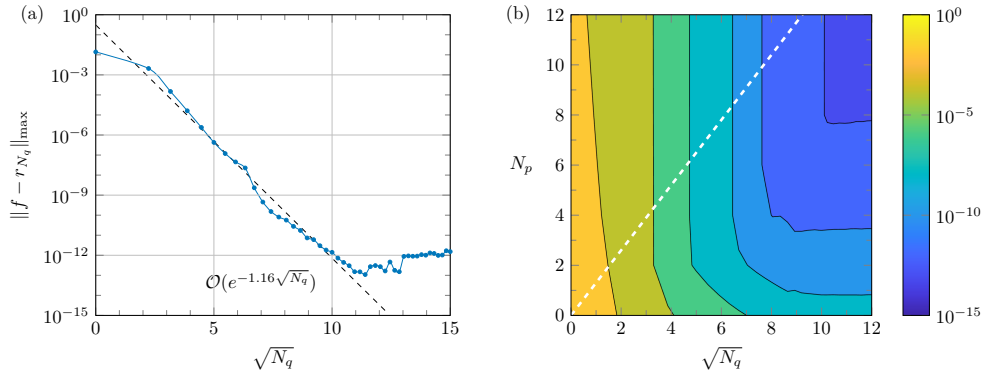 (a)
10^0
10^{-3}
10^{-6}
10^{-9}
10^{-12}
10^{-15}
‖f − r_{N_q}‖_max
O(e^{-1.16√N_q})
0 5 10 15
√N_q
(b)
12
10
8
6
4
2
0
N_p
0 2 4 6 8 10 12
√N_q
10^0
10^{-5}
10^{-10}
10^{-15}